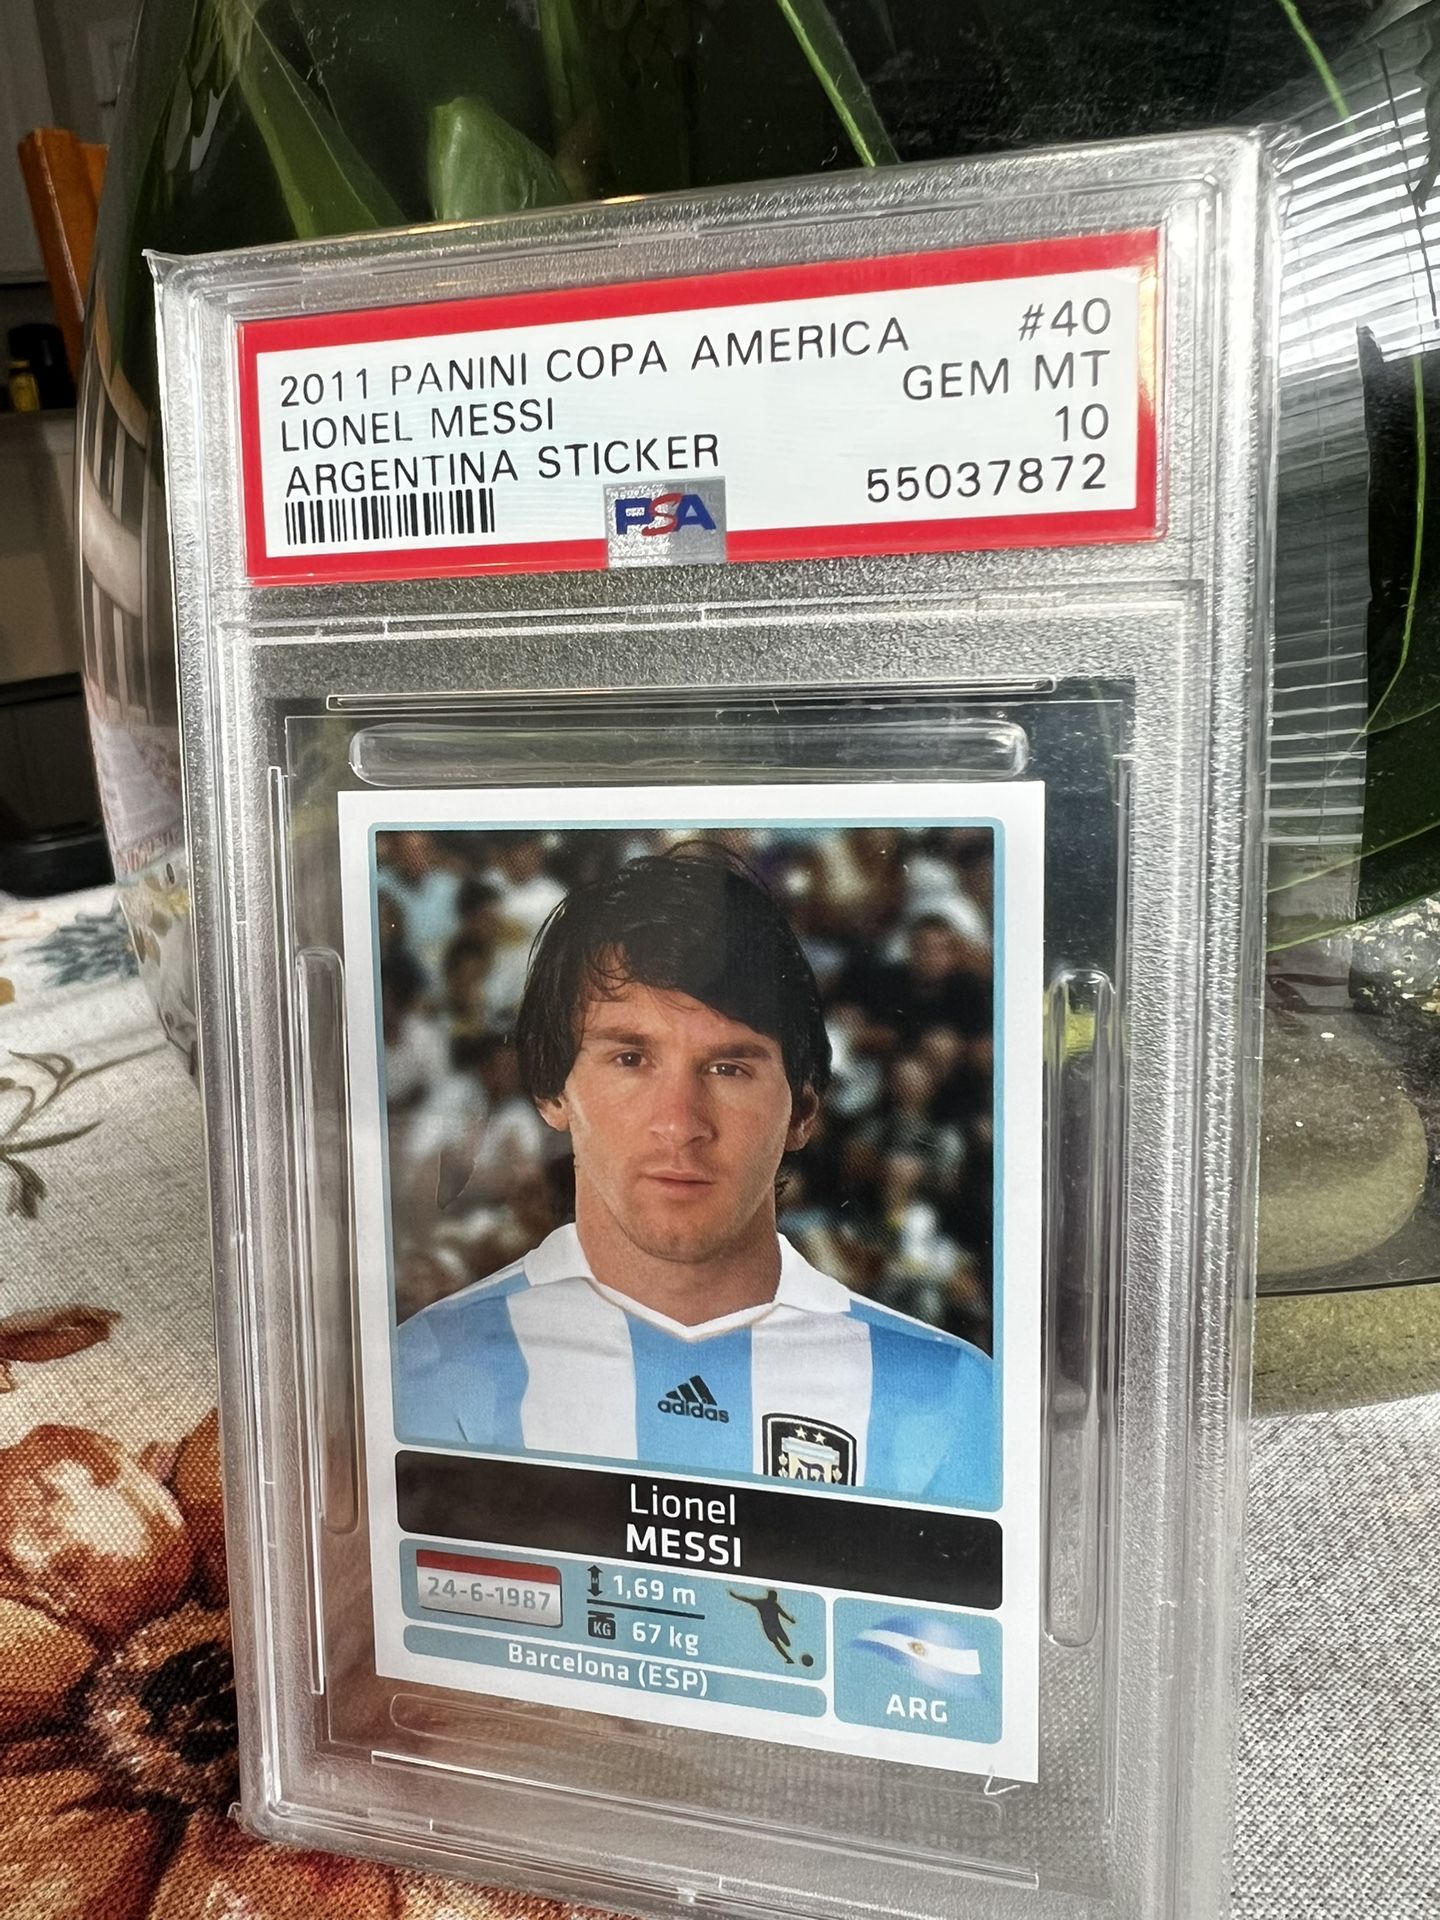 2011 PANINI COPA AMERICA #40
LIONEL MESSI GEM MT
ARGENTINA STICKER 10
55037872
PSA
adidas
AFA
Lionel
MESSI
24-6-1987
1,69 m
KG 67 kg
Barcelona (ESP)
ARG